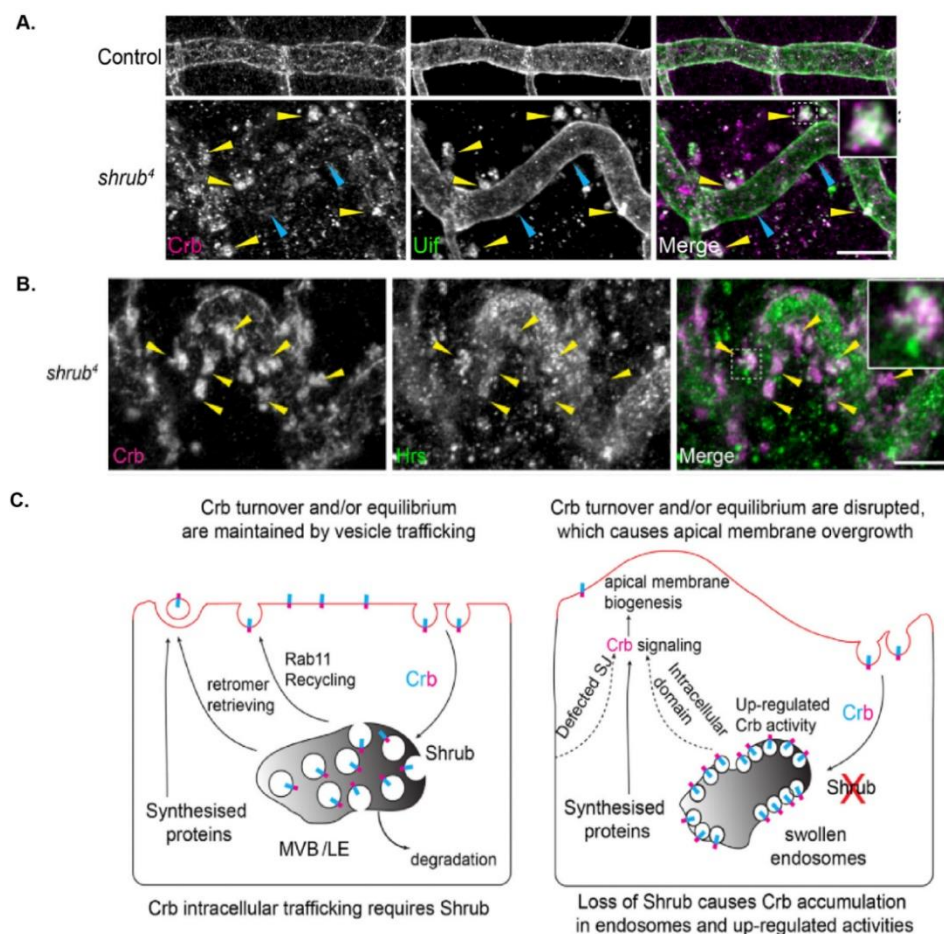 A.
Control
shrub⁴
Crb
Uif
Merge
B.
shrub⁴
Crb
Hrs
Merge
C.
Crb turnover and/or equilibrium
are maintained by vesicle trafficking
Rab11
Recycling
retromer
retrieving
Crb
Shrub
Synthesised
proteins
MVB/LE
degradation
Crb intracellular trafficking requires Shrub
Crb turnover and/or equilibrium are disrupted,
which causes apical membrane overgrowth
apical membrane
biogenesis
Crb signaling
Defected SJ
Intracellular
domain
Up-regulated
Crb activity
Crb
Shrub
Synthesised
proteins
swollen
endosomes
Loss of Shrub causes Crb accumulation
in endosomes and up-regulated activities